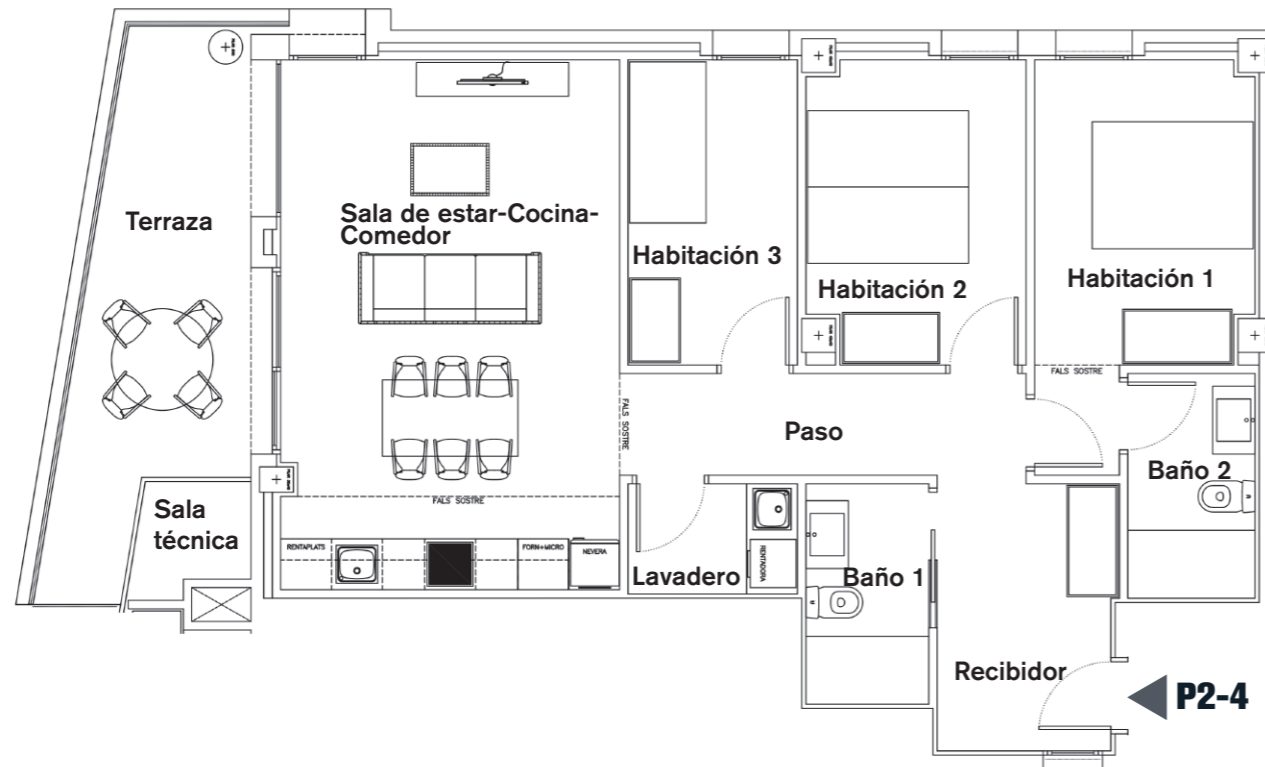 Terraza
Sala de estar-Cocina-
Comedor
Habitación 3
Habitación 2
Habitación 1
FALS SOSTRE
FALS SOSTRE
Paso
Baño 2
Sala
técnica
FALS SOSTRE
RENTAPLATS
FORN+MICRO
NEVERA
Lavadero
RENTADORA
Baño 1
Recibidor
P2-4